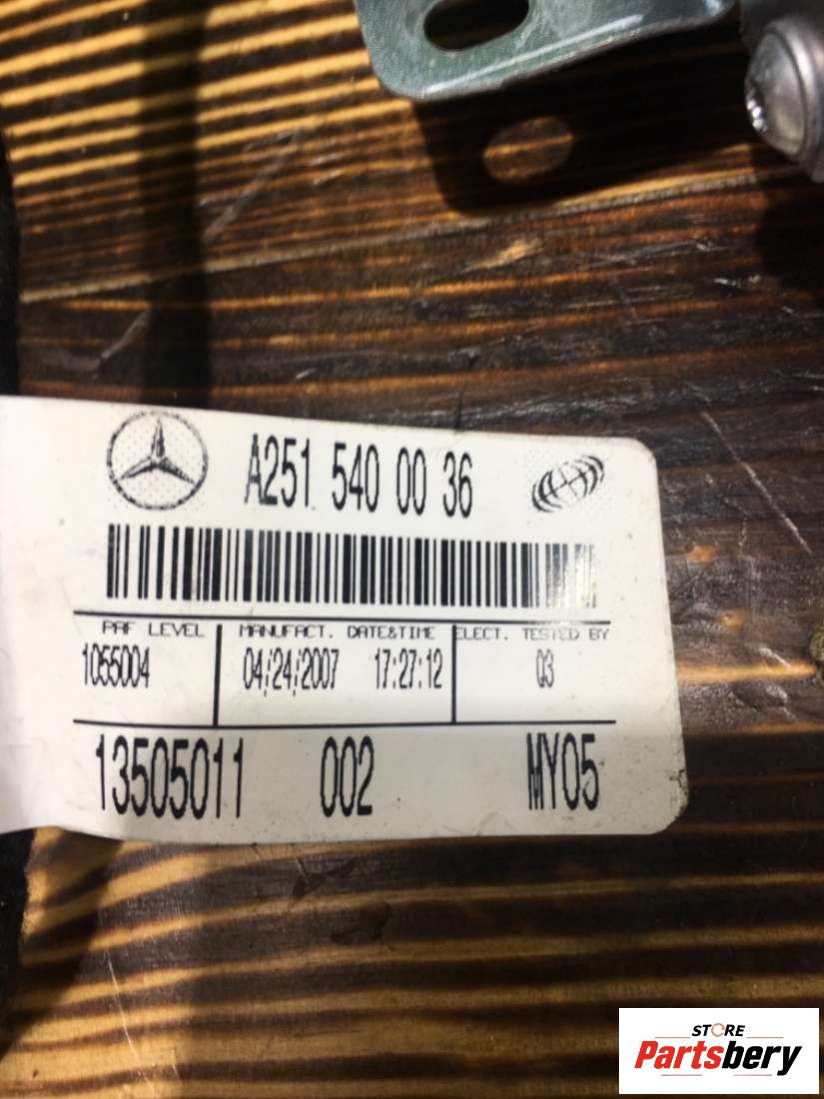 A251 540 00 36
PAF LEVEL MANUFACT. DATE&TIME ELECT. TESTED BY
1055004 04/24/2007 17:27:12 03
13505011 002 MY05
STORE
Partsbery